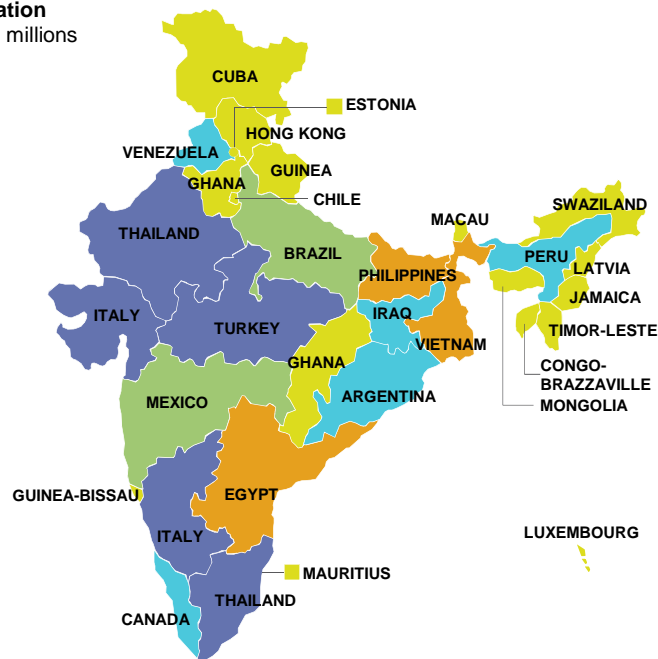 ation
millions
CUBA
ESTONIA
HONG KONG
VENEZUELA
GUINEA
GHANA
CHILE
SWAZILAND
MACAU
THAILAND
BRAZIL
PERU
PHILIPPINES
LATVIA
JAMAICA
ITALY
IRAQ
TURKEY
TIMOR-LESTE
VIETNAM
GHANA
CONGO-
BRAZZAVILLE
ARGENTINA
MEXICO
MONGOLIA
GUINEA-BISSAU
EGYPT
ITALY
LUXEMBOURG
MAURITIUS
THAILAND
CANADA